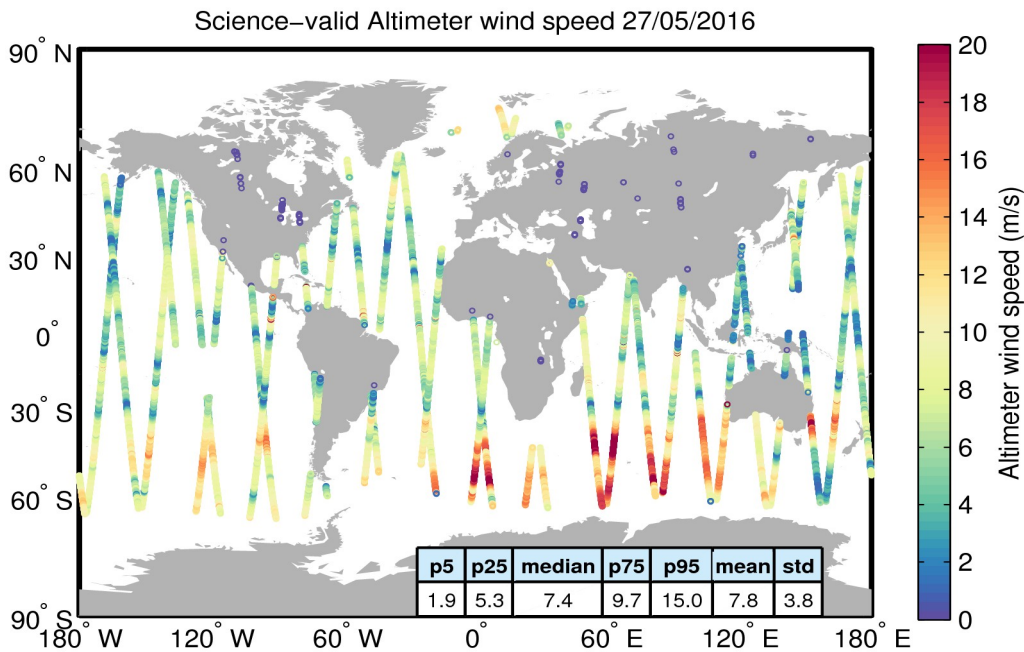 Science−valid Altimeter wind speed 27/05/2016
90° N
60° N
30° N
0°
30° S
60° S
90° S
180° W
120° W
60° W
0°
60° E
120° E
180° E
p5 p25 median p75 p95 mean std
1.9 5.3 7.4 9.7 15.0 7.8 3.8
20
18
16
14
12
10
8
6
4
2
0
Altimeter wind speed (m/s)